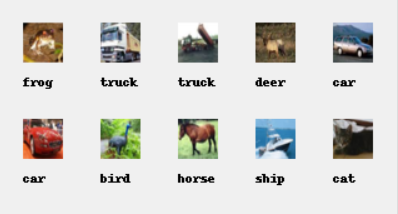 frog truck truck deer car
car bird horse ship cat